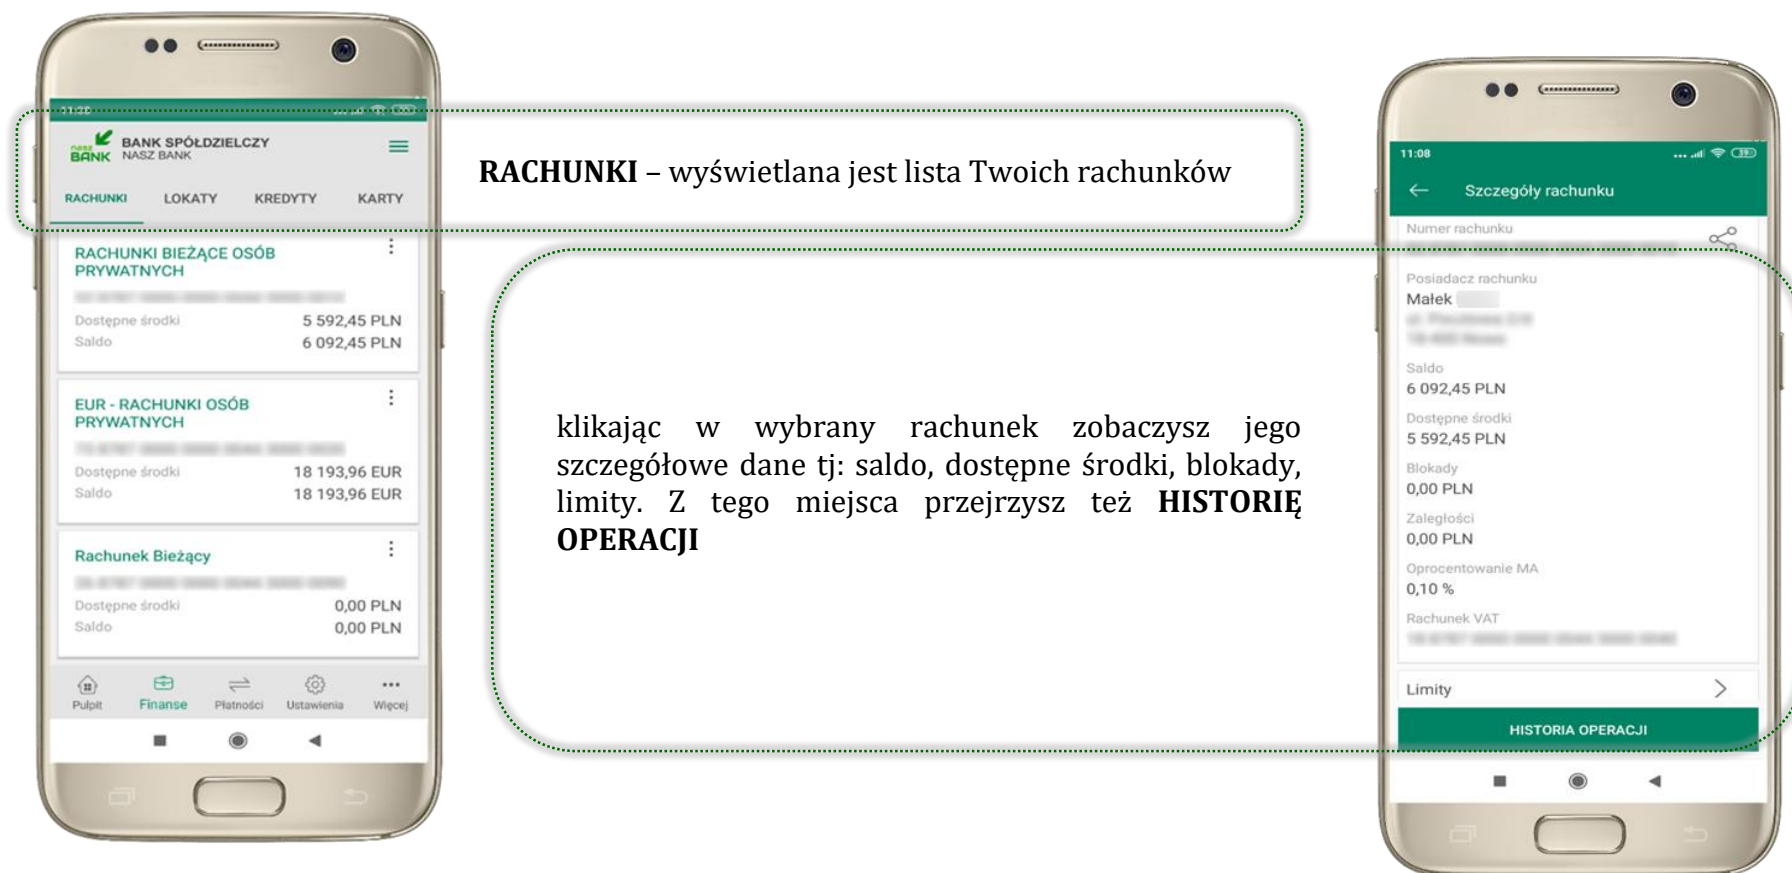 11:28
nasz
BANK
BANK SPÓŁDZIELCZY
NASZ BANK
RACHUNKI LOKATY KREDYTY KARTY
RACHUNKI BIEŻĄCE OSÓB
PRYWATNYCH
Dostępne środki 5 592,45 PLN
Saldo 6 092,45 PLN
EUR - RACHUNKI OSÓB
PRYWATNYCH
Dostępne środki 18 193,96 EUR
Saldo 18 193,96 EUR
Rachunek Bieżący
Dostępne środki 0,00 PLN
Saldo 0,00 PLN
Pulpit Finanse Płatności Ustawienia Więcej
RACHUNKI – wyświetlana jest lista Twoich rachunków
klikając w wybrany rachunek zobaczysz jego
szczegółowe dane tj: saldo, dostępne środki, blokady,
limity. Z tego miejsca przejrzysz też HISTORIĘ
OPERACJI
11:08 39
Szczegóły rachunku
Numer rachunku
Posiadacz rachunku
Małek
Saldo
6 092,45 PLN
Dostępne środki
5 592,45 PLN
Blokady
0,00 PLN
Zaległości
0,00 PLN
Oprocentowanie MA
0,10 %
Rachunek VAT
Limity
HISTORIA OPERACJI